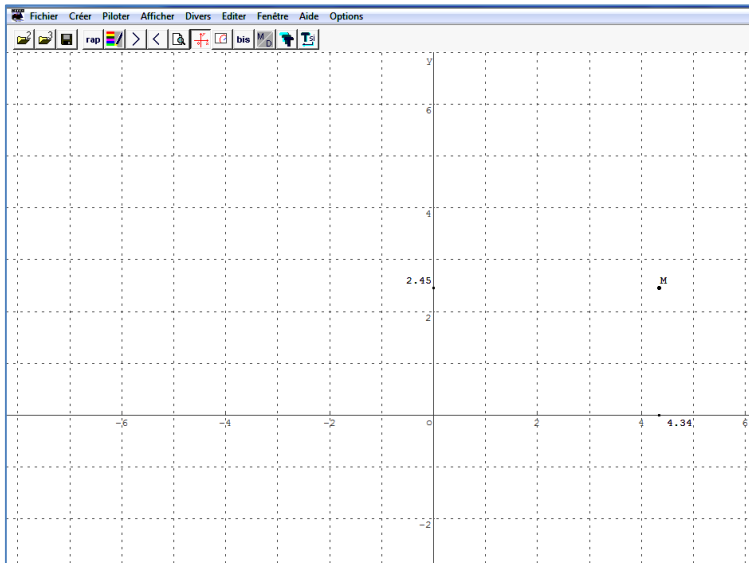 Fichier Créer Piloter Afficher Divers Editer Fenêtre Aide Options
rap bis M D Tsi
y
6
4
2.45 M
2
-6 -4 -2 o 2 4 4.34 6
-2